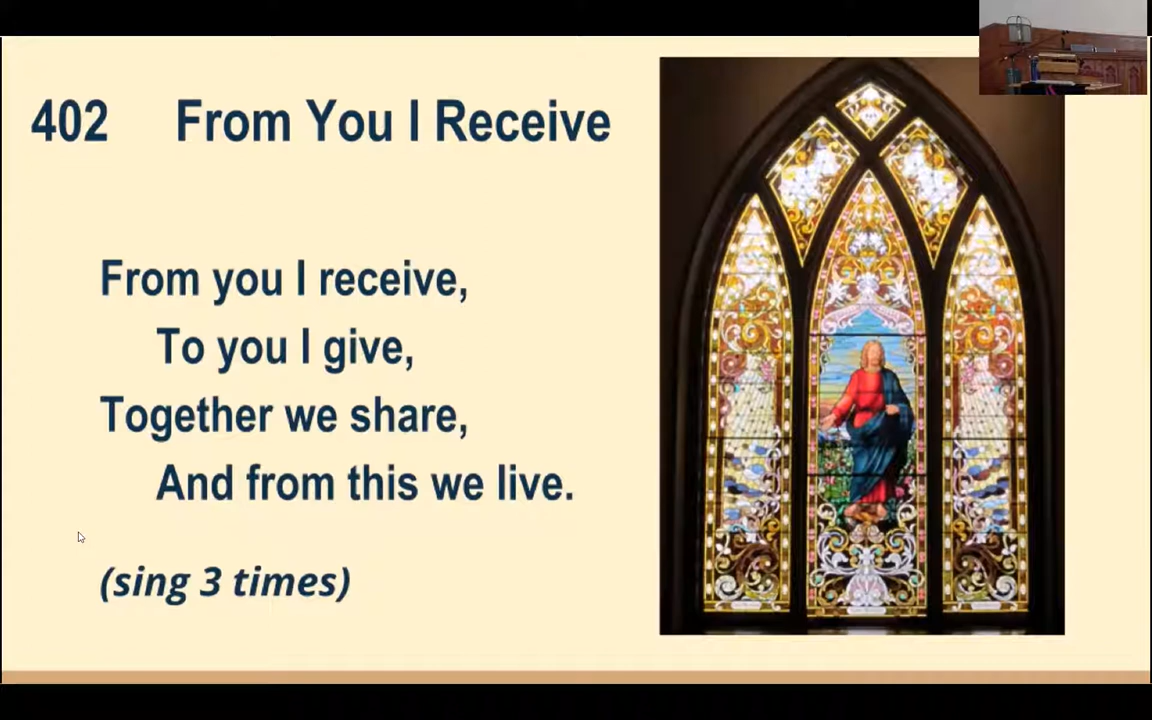 402 From You I Receive
From you I receive,
To you I give,
Together we share,
And from this we live.
(sing 3 times)